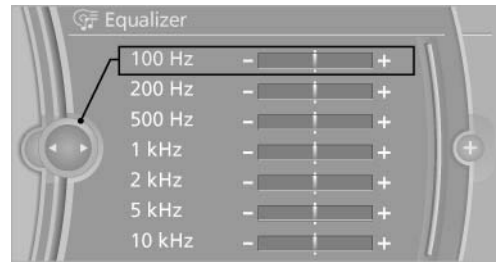 Equalizer
100 Hz - +
200 Hz - +
500 Hz - +
1 kHz - +
2 kHz - +
5 kHz - +
10 kHz - +
+